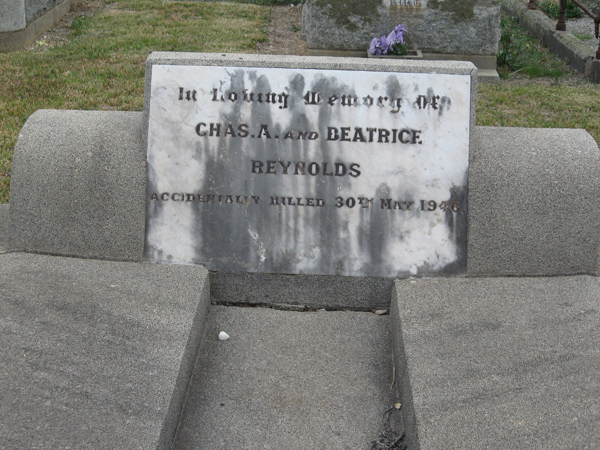 In Loving Memory Of
CHAS. A. AND BEATRICE
REYNOLDS
ACCIDENTALLY KILLED 30TH MAY 1946